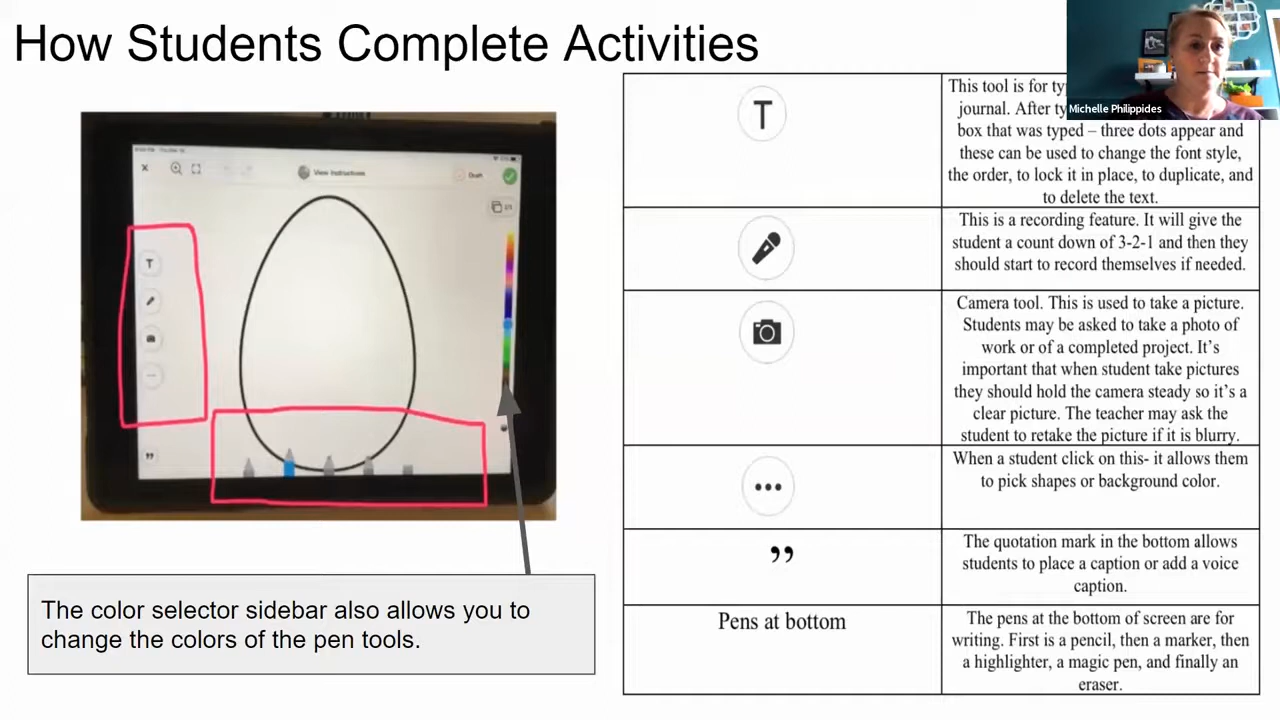 How Students Complete Activities
Michelle Philippides
View Instructions
Draft
T
T
This tool is for
journal. After
box that was typed – three dots appear and
these can be used to change the font style,
the order, to lock it in place, to duplicate, and
to delete the text.
This is a recording feature. It will give the
student a count down of 3-2-1 and then they
should start to record themselves if needed.
Camera tool. This is used to take a picture.
Students may be asked to take a photo of
work or of a completed project. It’s
important that when student take pictures
they should hold the camera steady so it’s a
clear picture. The teacher may ask the
student to retake the picture if it is blurry.
When a student click on this- it allows them
to pick shapes or background color.
”
The quotation mark in the bottom allows
students to place a caption or add a voice
caption.
Pens at bottom
The pens at the bottom of screen are for
writing. First is a pencil, then a marker, then
a highlighter, a magic pen, and finally an
eraser.
The color selector sidebar also allows you to
change the colors of the pen tools.